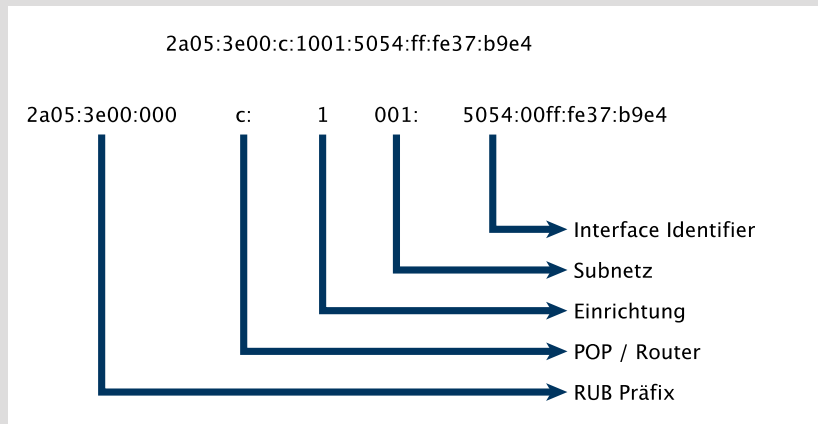 2a05:3e00:c:1001:5054:ff:fe37:b9e4
2a05:3e00:000 c: 1 001: 5054:00ff:fe37:b9e4
Interface Identifier
Subnetz
Einrichtung
POP / Router
RUB Präfix